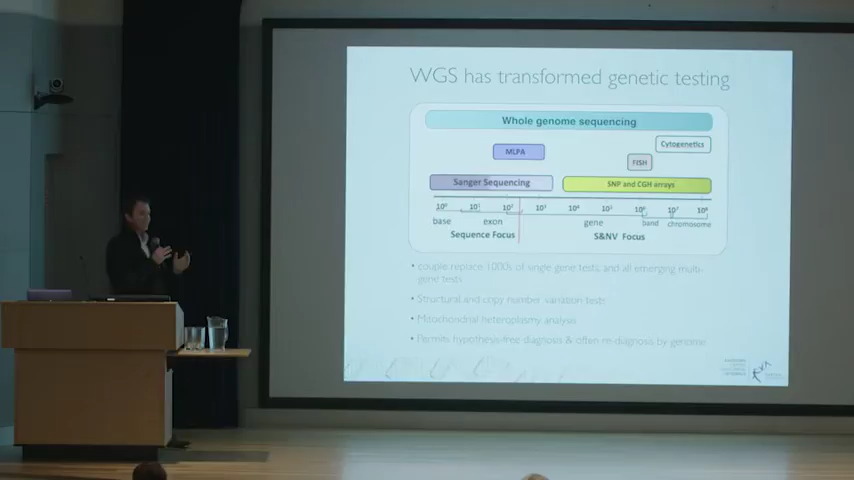 WGS has transformed genetic testing
Whole genome sequencing
Cytogenetics
MLPA
FISH
Sanger Sequencing
SNP and CGH arrays
10⁰ 10¹ 10² 10³ 10⁴ 10⁵ 10⁶ 10⁷ 10⁸
base exon gene band chromosome
Sequence Focus S&NV Focus
• couple replace 1000s of single gene tests and all emerging multi-
gene tests
• Structural and copy number variation tests
• Mitochondrial heteroplasmy analysis
• Permits hypothesis-free diagnosis & often re-diagnosis by genome